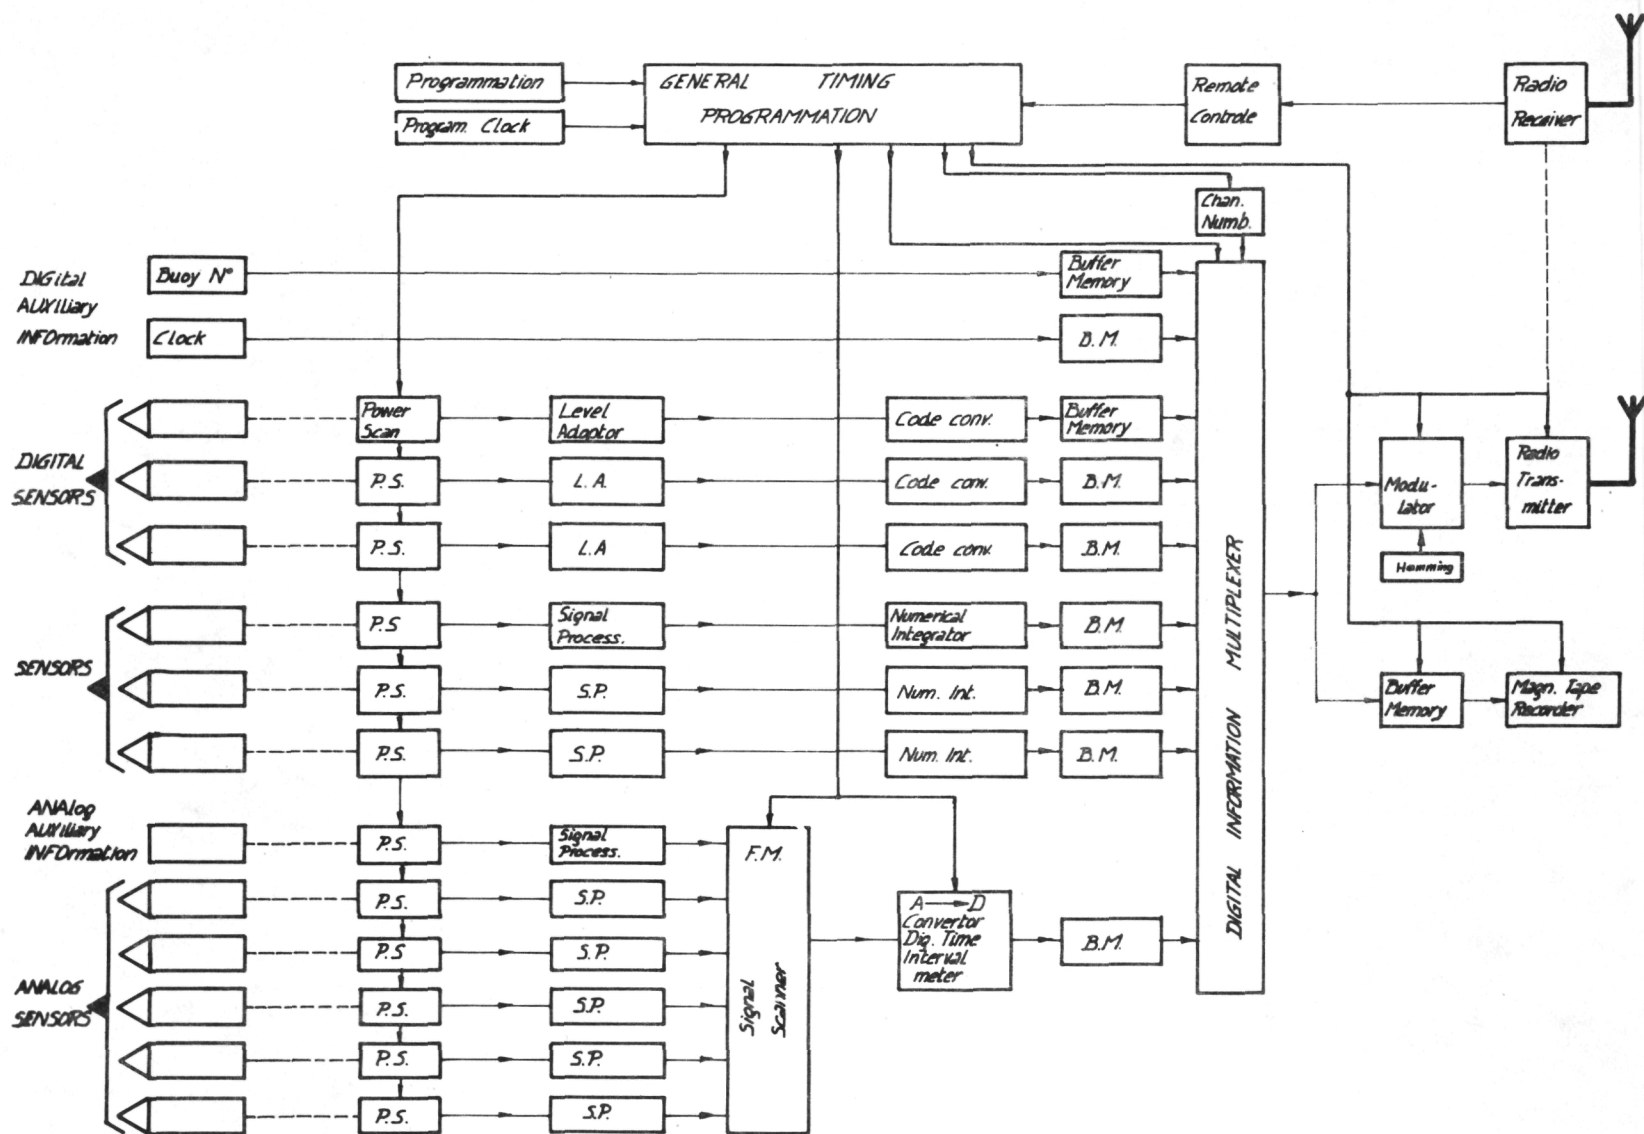 Programmation
GENERAL TIMING
PROGRAMMATION
Remote
Controle
Radio
Receiver
Program. Clock
Chan.
Numb.
DIGital
AUXiliary
INFOrmation
Buoy N°
Buffer
Memory
Clock
B.M.
DIGITAL
SENSORS
Power
Scan
Level
Adaptor
Code conv.
Buffer
Memory
P.S.
L.A.
Code conv.
B.M.
P.S.
L.A
Code conv.
B.M.
Modu-
lator
Radio
Trans-
mitter
Hamming
SENSORS
P.S
Signal
Process.
Numerical
Integrator
B.M.
P.S.
S.P.
Num. Int.
B.M.
P.S.
S.P.
Num. Int.
B.M.
DIGITAL INFORMATION MULTIPLEXER
Buffer
Memory
Magn. Tape
Recorder
ANAlog
AUXiliary
INFOrmation
P.S.
Signal
Process.
F.M.
Signal
Scanner
ANALOG
SENSORS
P.S.
S.P.
P.S.
S.P.
P.S.
S.P.
P.S.
S.P.
P.S.
S.P.
A D
Convertor
Dig. Time
Interval
meter
B.M.